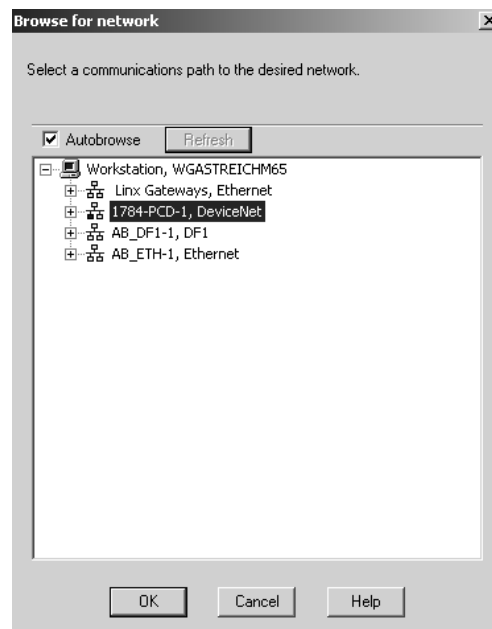 Browse for network
Select a communications path to the desired network.
Autobrowse Refresh
Workstation, WGASTREICHM65
Linx Gateways, Ethernet
1784-PCD-1, DeviceNet
AB_DF1-1, DF1
AB_ETH-1, Ethernet
OK Cancel Help